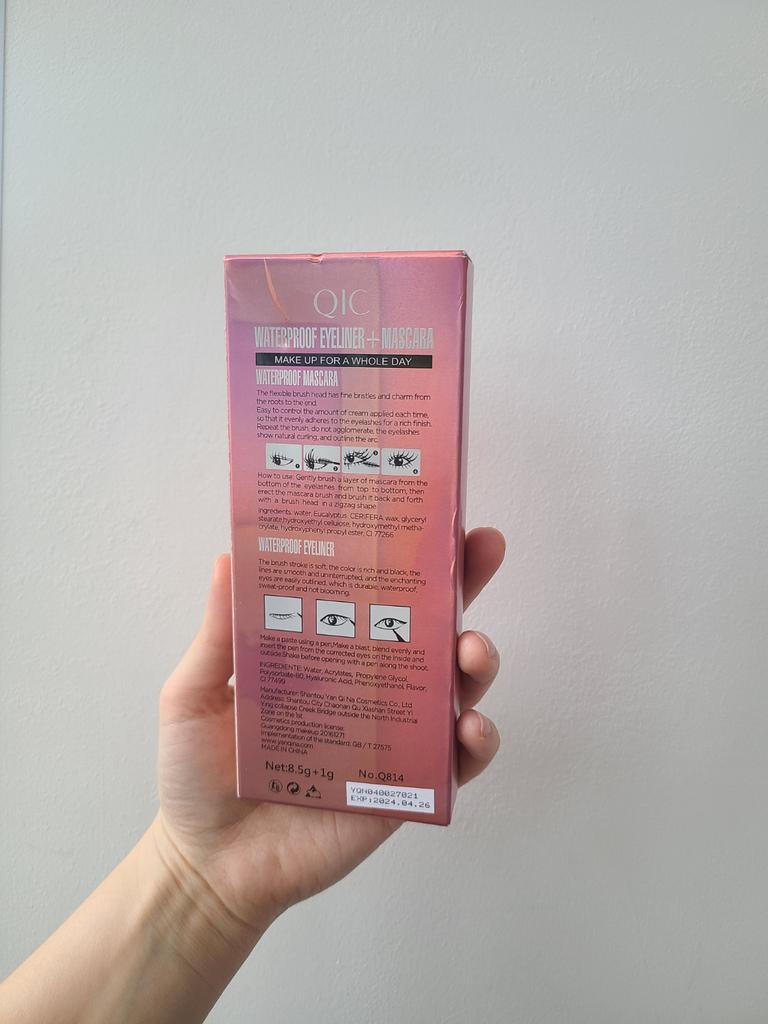 QIC
WATERPROOF EYELINER+MASCARA
MAKE UP FOR A WHOLE DAY
WATERPROOF MASCARA
The flexible brush head has fine bristles and charm from
the roots to the end.
Easy to control the amount of cream applied each time,
so that it evenly adheres to the eyelashes for a rich finish.
Repeat the brush, do not agglomerate, the eyelashes
show natural curling, and outline the arc.
How to use: Gently brush a layer of mascara from the
bottom of the eyelashes from top to bottom, then
erect the mascara brush and brush it back and forth
with a brush head in a zigzag shape.
Ingredients: water, Eucalyptus CERIFERA wax, glyceryl
stearate,hydroxyethyl cellulose, hydroxymethyl metha-
crylate, hydroxyphenyl propyl ester, CI 77266
WATERPROOF EYELINER
The brush stroke is soft, the color is rich and black, the
lines are smooth and uninterrupted, and the enchanting
eyes are easily outlined, which is durable, waterproof,
sweat-proof and not blooming.
Make a paste using a pen,Make a blast, blend evenly and
insert the pen from the corrected eyes on the inside and
outside.Shake before opening with a pen along the shoot.
INGREDIENTE: Water, Acrylates, Propylene Glycol,
Polysorbate-80, Hyaluronic Acid, Phenoxyethanol, Flavor,
CI 77499
Manufacturer: Shantou Yan Qi Na Cosmetics Co., Ltd
Address: Shantou City Chaonan Qu Xiashan Street Yi
Ying collapse Creek Bridge outside the North Industrial
Zone on the 1st
Cosmetics production license:
Guangdong makeup 20161271
Implementation of the standard: GB / T 27575
www.yanqina.com
MADE IN CHINA
Net:8.5g+1g No.Q814
YQN040027021
EXP:2024.04.26